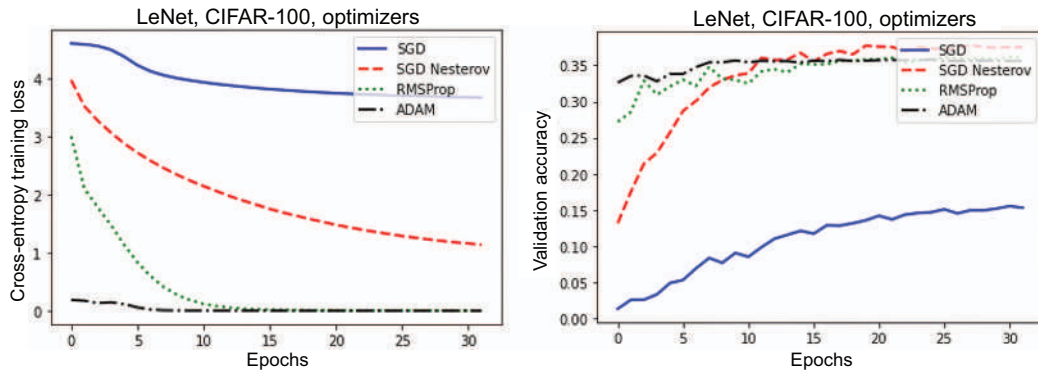 LeNet, CIFAR-100, optimizers
Cross-entropy training loss
4
3
2
1
0
SGD
SGD Nesterov
RMSProp
ADAM
0 5 10 15 20 25 30
Epochs
LeNet, CIFAR-100, optimizers
Validation accuracy
0.35
0.30
0.25
0.20
0.15
0.10
0.05
0.00
SGD
SGD Nesterov
RMSProp
ADAM
0 5 10 15 20 25 30
Epochs